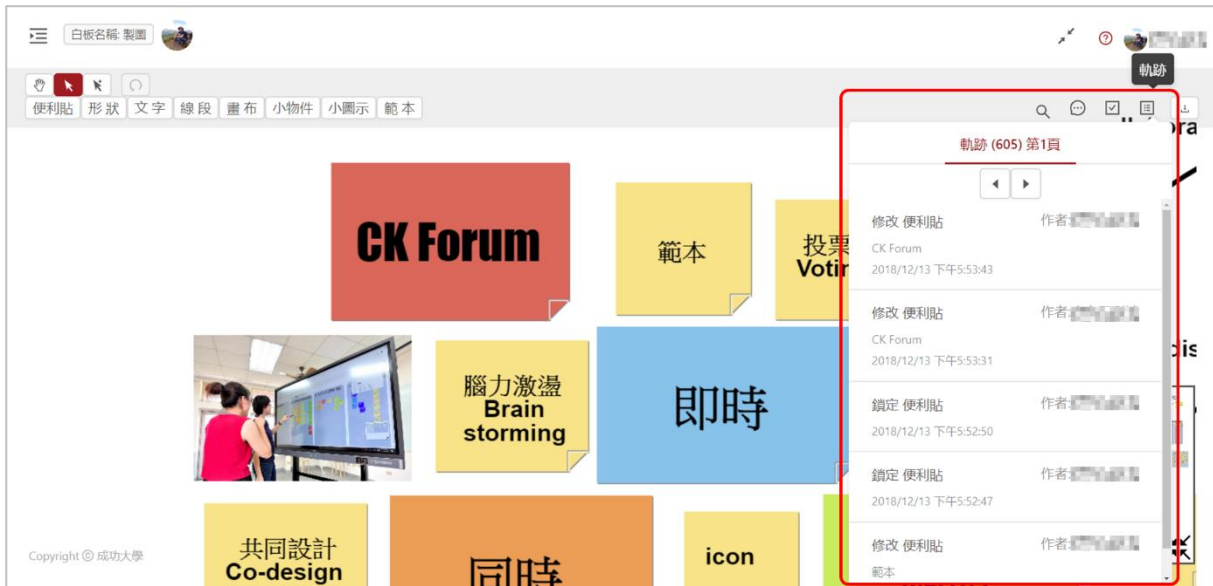 白板名稱: 製圖
軌跡
便利貼 形狀 文字 線段 畫布 小物件 小圖示 範本
軌跡 (605) 第1頁
CK Forum
範本
投票
修改 便利貼 作者:
CK Forum
2018/12/13 下午5:53:43
修改 便利貼 作者:
CK Forum
2018/12/13 下午5:53:31
鎖定 便利貼 作者:
2018/12/13 下午5:52:50
鎖定 便利貼 作者:
2018/12/13 下午5:52:47
修改 便利貼 作者:
範本
腦力激盪
Brain
storming
即時
共同設計
Co-design
同時
icon
Copyright ⓒ 成功大學